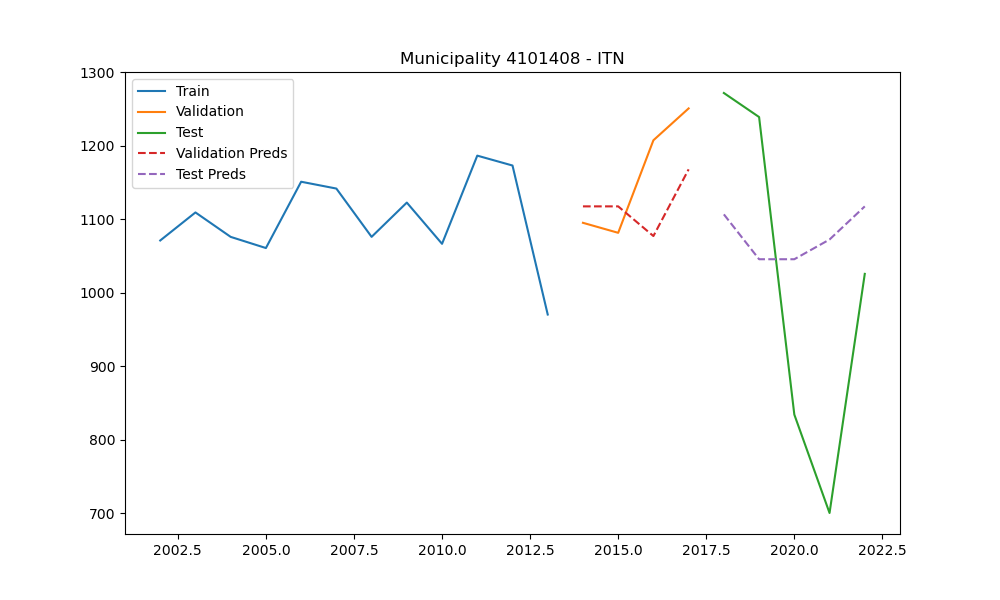 Municipality 4101408 - ITN
1300
1200
1100
1000
900
800
700
Train
Validation
Test
Validation Preds
Test Preds
2002.5 2005.0 2007.5 2010.0 2012.5 2015.0 2017.5 2020.0 2022.5